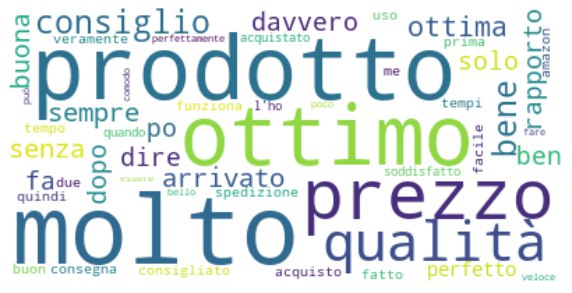 consiglio
davvero
uso
ottima
buona
veramente
perfettamente
acquistato
prima
prodotto
me
solo
rapporto
amazon
può
comodo
sempre
funziona
l'ho
poco
tempi
bene
tempo
quando
po
ottimo
facile
fare
senza
dopo
dire
ben
fa
due
essere
arrivato
soddisfatto
quindi
bello
spedizione
prezzo
molto
qualità
buon
consegna
consigliato
acquisto
fatto
perfetto
veloce